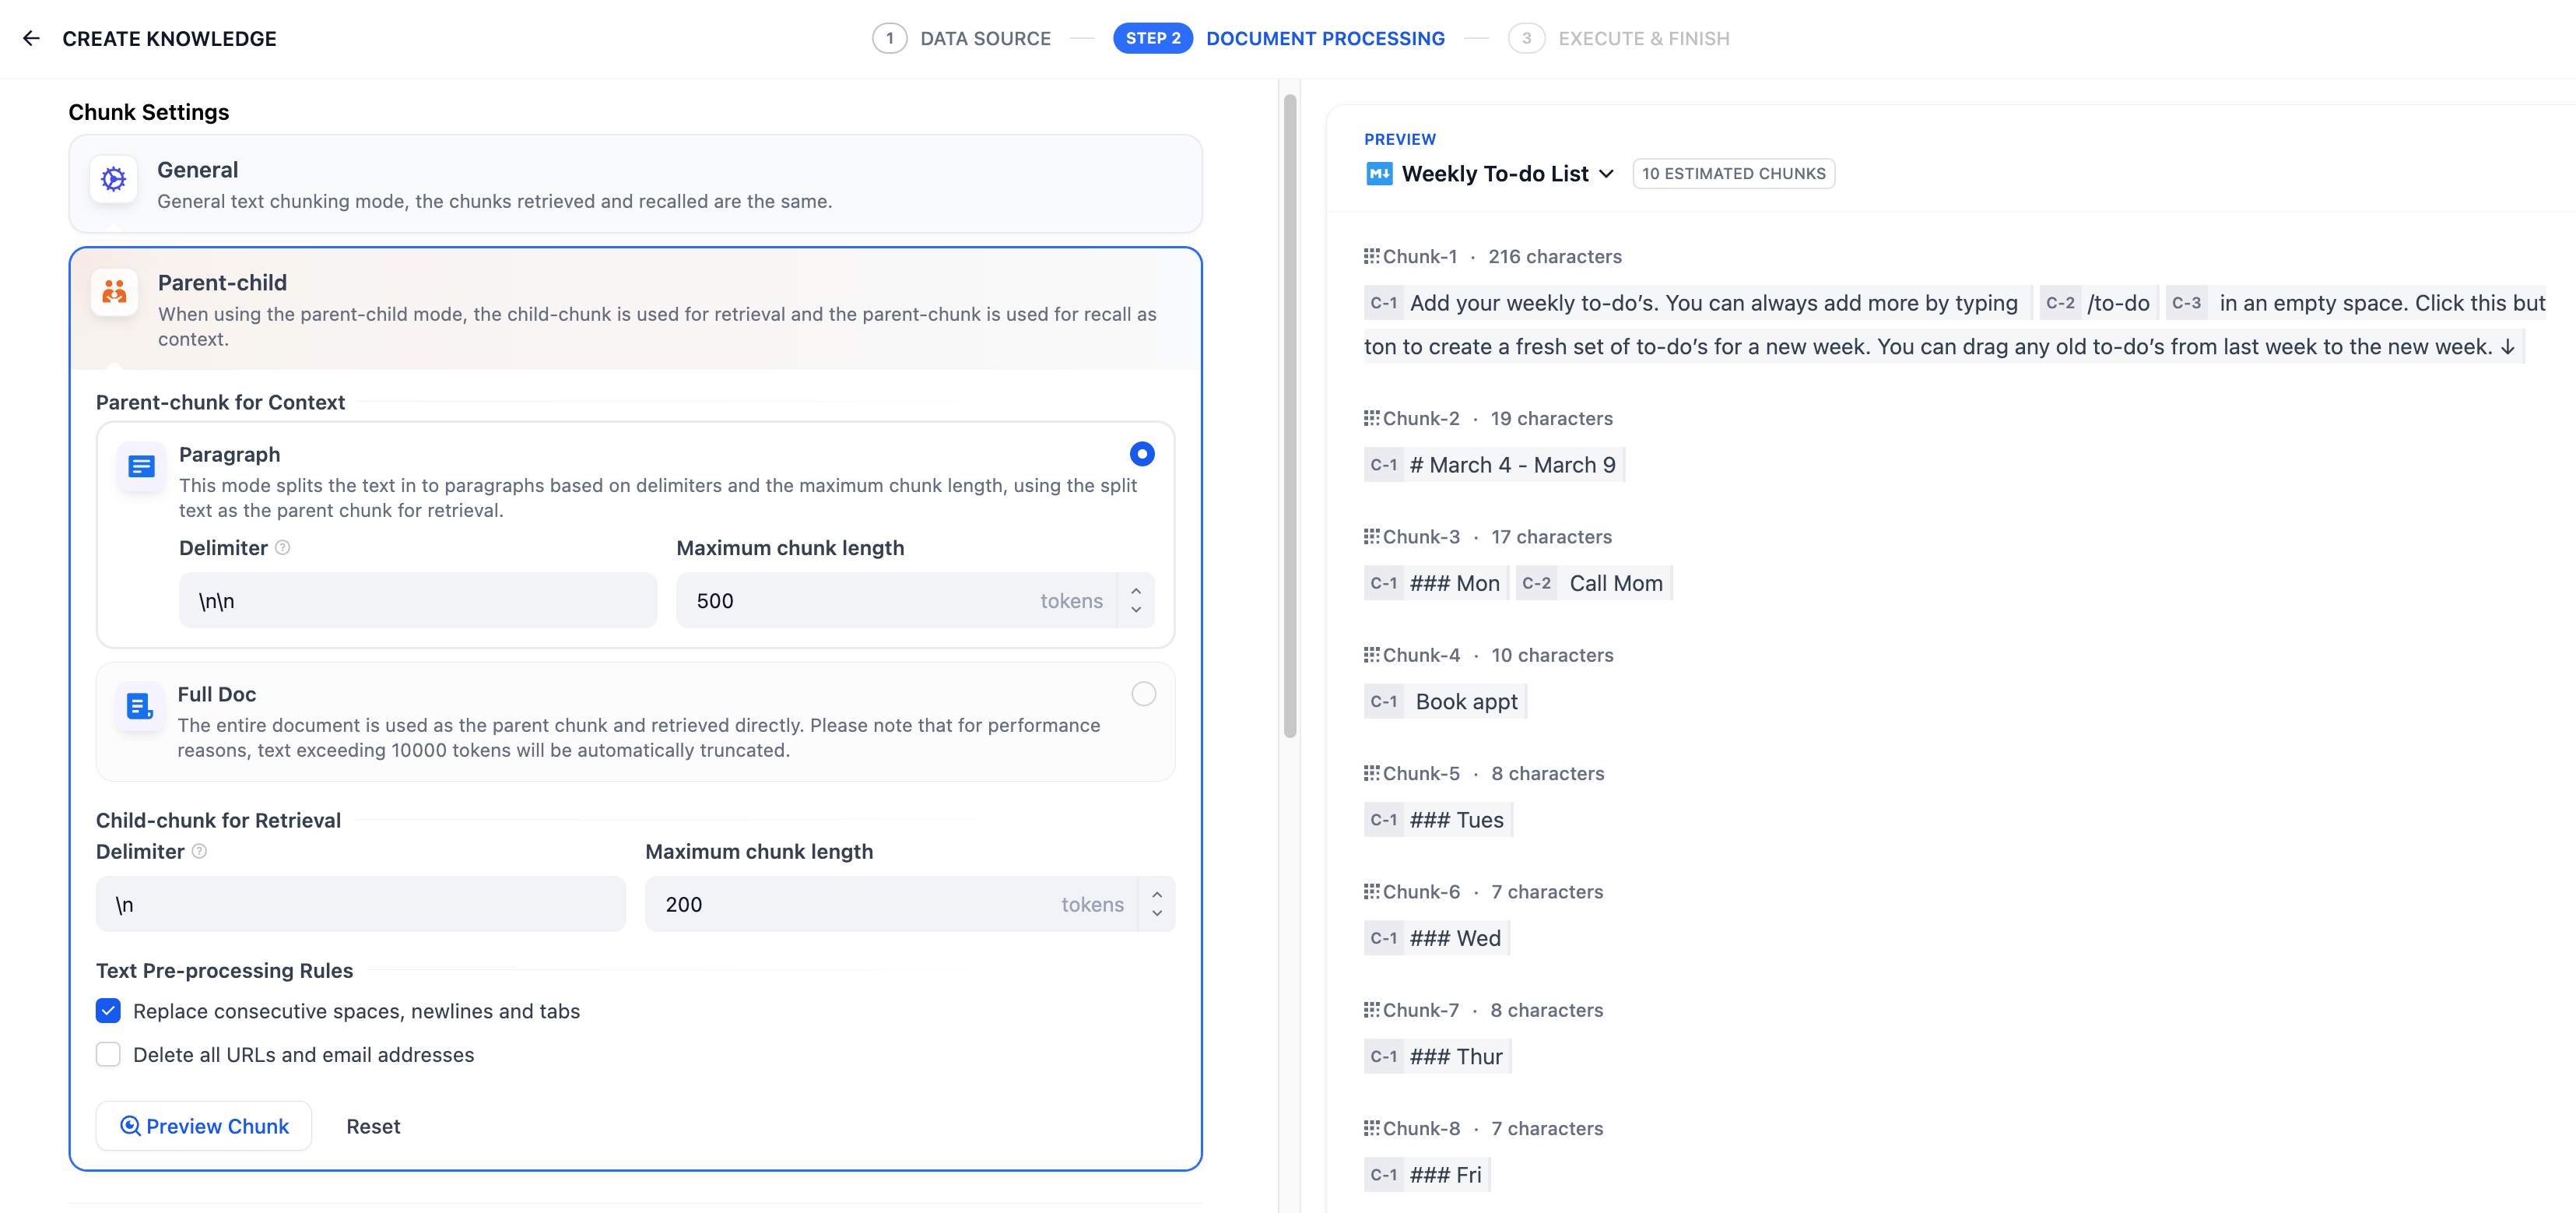 CREATE KNOWLEDGE
1 DATA SOURCE
STEP 2 DOCUMENT PROCESSING
3 EXECUTE & FINISH
Chunk Settings
General
General text chunking mode, the chunks retrieved and recalled are the same.
Parent-child
When using the parent-child mode, the child-chunk is used for retrieval and the parent-chunk is used for recall as
context.
Parent-chunk for Context
Paragraph
This mode splits the text in to paragraphs based on delimiters and the maximum chunk length, using the split
text as the parent chunk for retrieval.
Delimiter ?
Maximum chunk length
\n\n
500 tokens
Full Doc
The entire document is used as the parent chunk and retrieved directly. Please note that for performance
reasons, text exceeding 10000 tokens will be automatically truncated.
Child-chunk for Retrieval
Delimiter ?
Maximum chunk length
\n
200 tokens
Text Pre-processing Rules
Replace consecutive spaces, newlines and tabs
Delete all URLs and email addresses
Preview Chunk
Reset
PREVIEW
M↓ Weekly To-do List
10 ESTIMATED CHUNKS
Chunk-1 · 216 characters
C-1 Add your weekly to-do’s. You can always add more by typing C-2 /to-do C-3 in an empty space. Click this but
ton to create a fresh set of to-do’s for a new week. You can drag any old to-do’s from last week to the new week. ↓
Chunk-2 · 19 characters
C-1 # March 4 - March 9
Chunk-3 · 17 characters
C-1 ### Mon C-2 Call Mom
Chunk-4 · 10 characters
C-1 Book appt
Chunk-5 · 8 characters
C-1 ### Tues
Chunk-6 · 7 characters
C-1 ### Wed
Chunk-7 · 8 characters
C-1 ### Thur
Chunk-8 · 7 characters
C-1 ### Fri